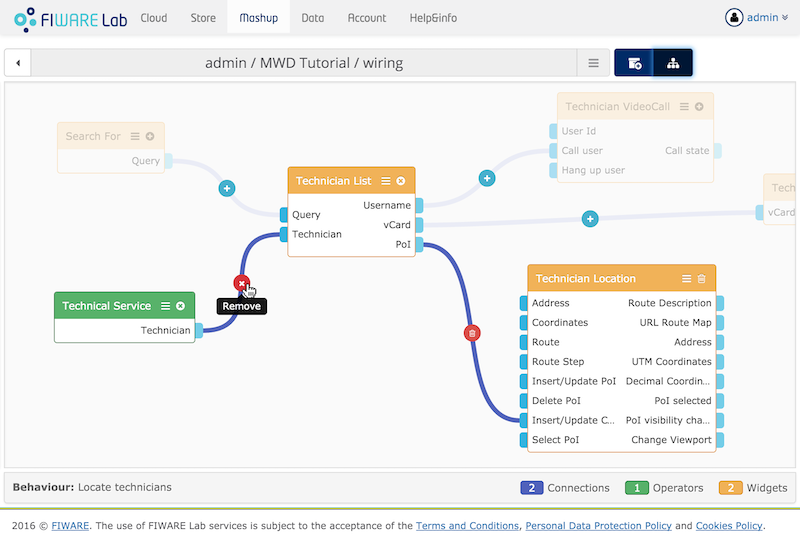 FIWARE Lab
Cloud
Store
Mashup
Data
Account
Help&info
admin
admin / MWD Tutorial / wiring
Search For
Query
Technician VideoCall
User Id
Call user
Call state
Hang up user
Techni
vCard
Technician List
Username
Query
vCard
Technician
PoI
Technical Service
Technician
Remove
Technician Location
Address
Route Description
Coordinates
URL Route Map
Route
Address
Route Step
UTM Coordinates
Insert/Update PoI
Decimal Coordin...
Delete PoI
PoI selected
Insert/Update C...
PoI visibility cha...
Select PoI
Change Viewport
Behaviour: Locate technicians
2 Connections
1 Operators
2 Widgets
2016 © FIWARE. The use of FIWARE Lab services is subject to the acceptance of the Terms and Conditions, Personal Data Protection Policy and Cookies Policy.